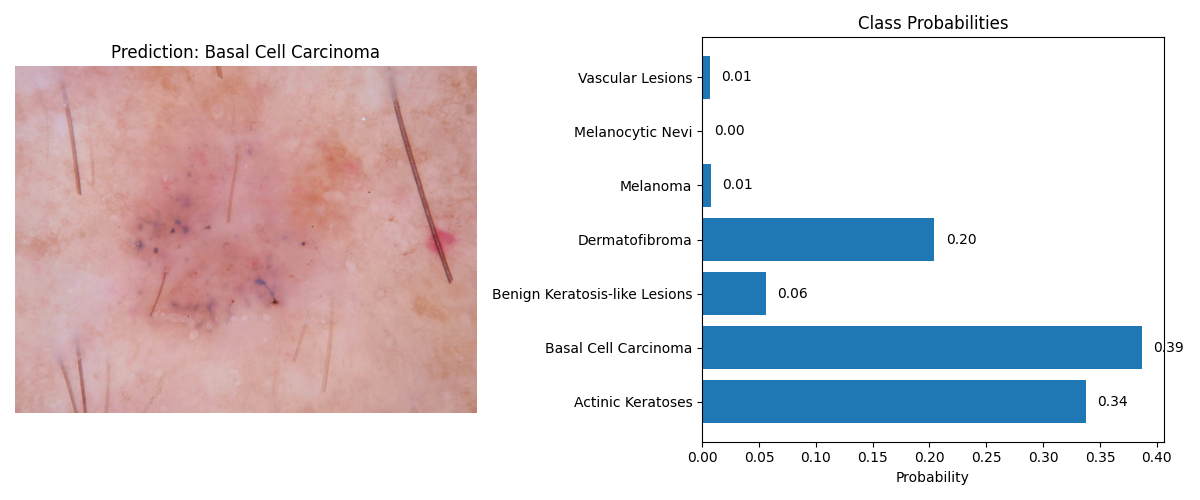 Prediction: Basal Cell Carcinoma
Class Probabilities
Vascular Lesions
0.01
Melanocytic Nevi
0.00
Melanoma
0.01
Dermatofibroma
0.20
Benign Keratosis-like Lesions
0.06
Basal Cell Carcinoma
0.39
Actinic Keratoses
0.34
0.00 0.05 0.10 0.15 0.20 0.25 0.30 0.35 0.40
Probability